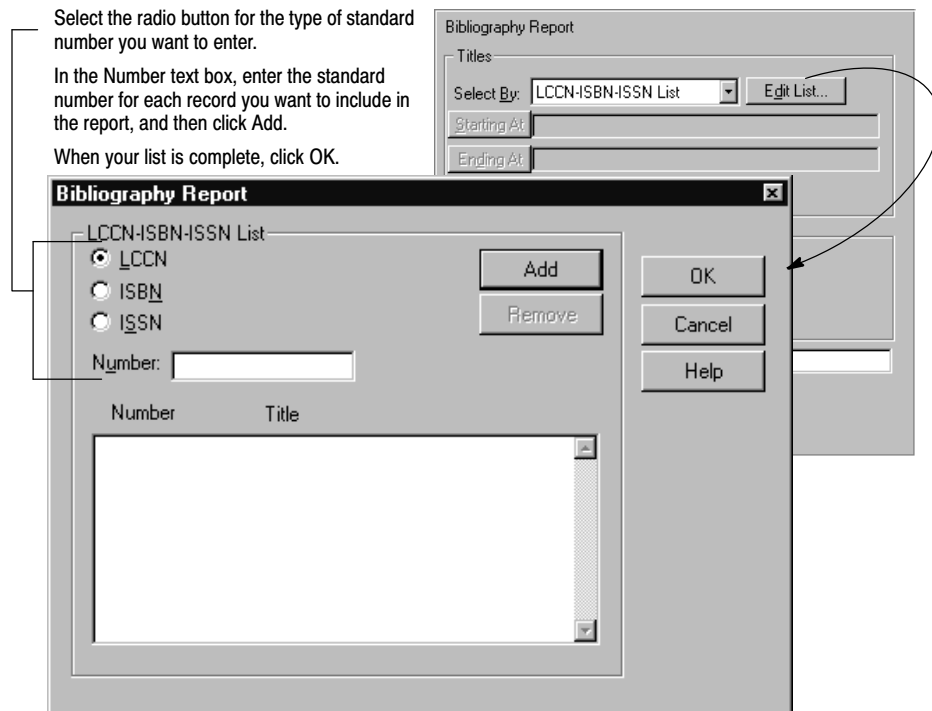 Select the radio button for the type of standard
number you want to enter.
In the Number text box, enter the standard
number for each record you want to include in
the report, and then click Add.
When your list is complete, click OK.
Bibliography Report
Titles
Select By: LCCN-ISBN-ISSN List Edit List...
Starting At
Ending At
Bibliography Report
LCCN-ISBN-ISSN List
LCCN
ISBN
ISSN
Number:
Add
Remove
OK
Cancel
Help
Number Title